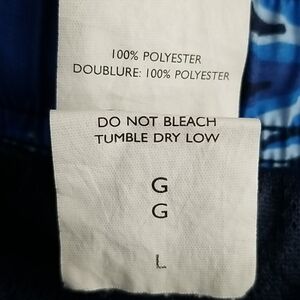 100% POLYESTER
DOUBLURE: 100% POLYESTER
DO NOT BLEACH
TUMBLE DRY LOW
G
G
L